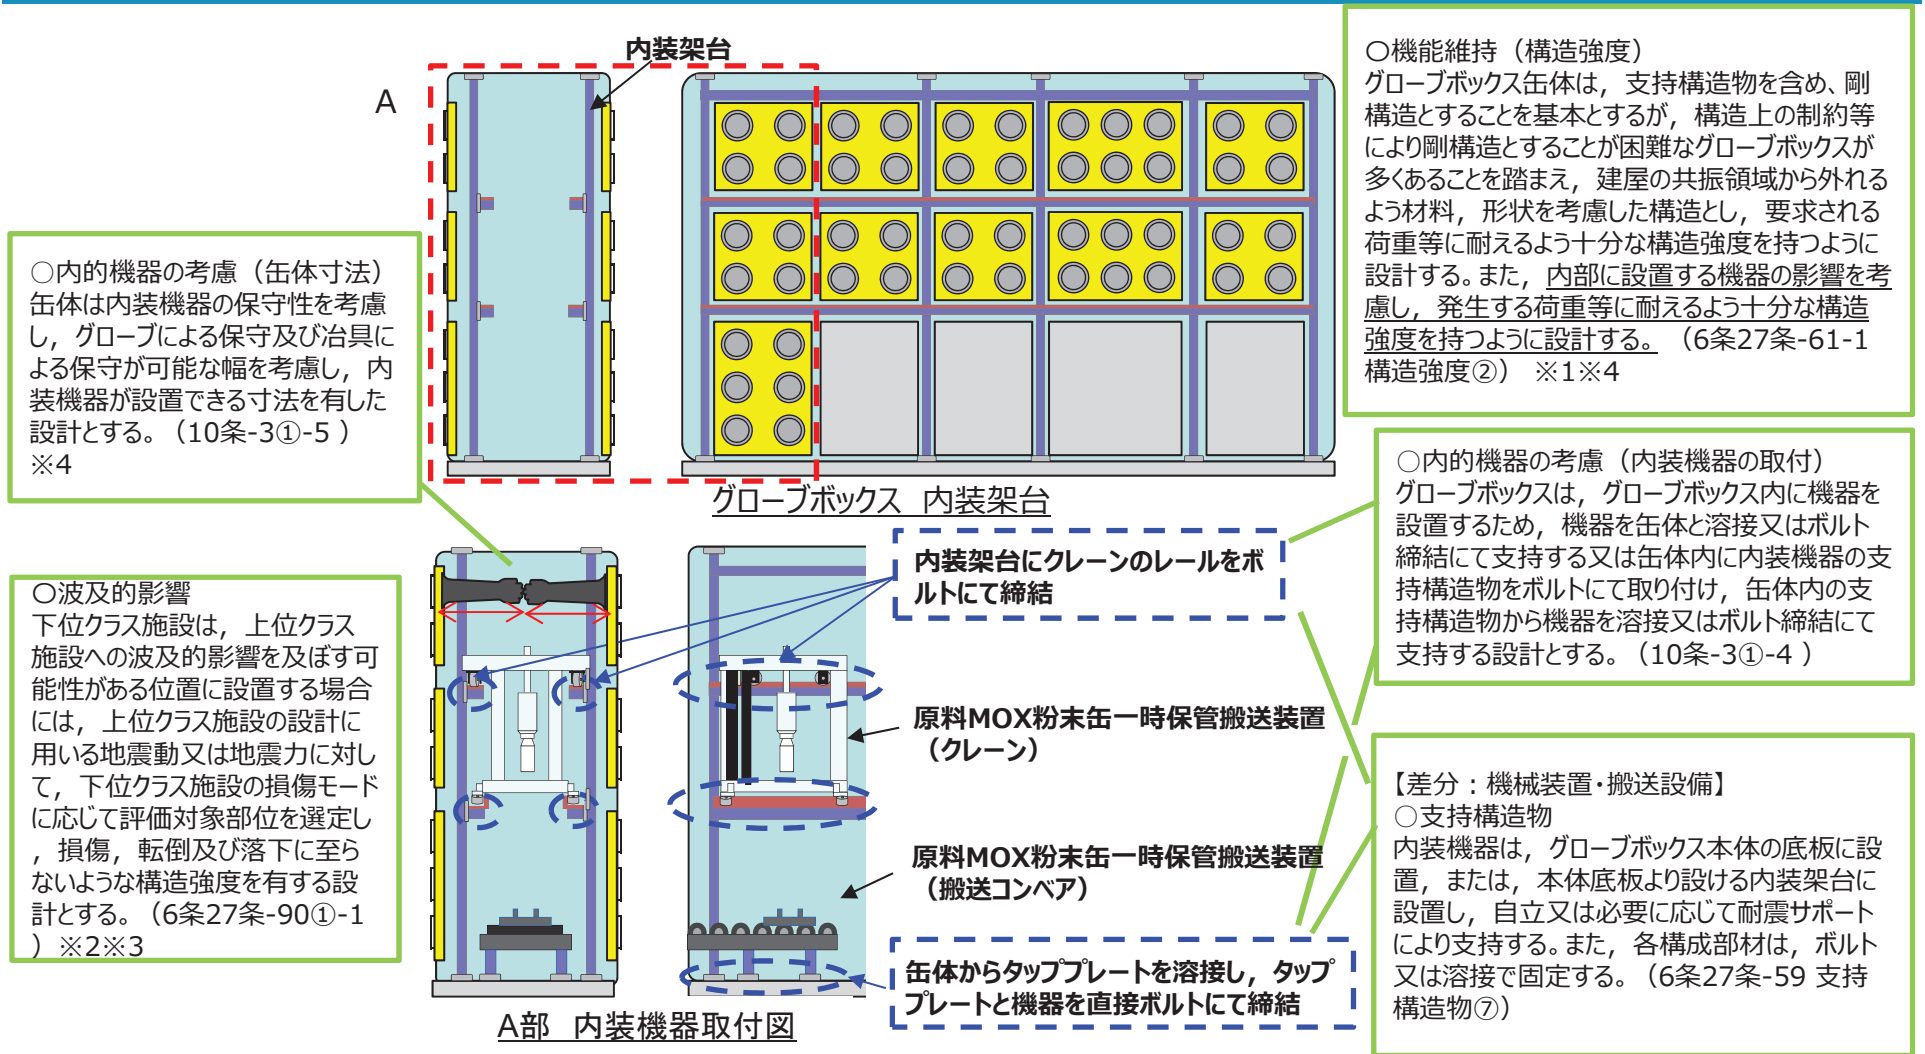 内装架台
A
グローブボックス 内装架台
○機能維持（構造強度）
グローブボックス缶体は，支持構造物を含め、剛
構造とすることを基本とするが，構造上の制約等
により剛構造とすることが困難なグローブボックスが
多くあることを踏まえ，建屋の共振領域から外れる
よう材料，形状を考慮した構造とし，要求される
荷重等に耐えるよう十分な構造強度を持つように
設計する。また，内部に設置する機器の影響を考
慮し，発生する荷重等に耐えるよう十分な構造
強度を持つように設計する。（6条27条-61-1
構造強度②） ※1※4
○内的機器の考慮（缶体寸法）
缶体は内装機器の保守性を考慮
し，グローブによる保守及び冶具に
よる保守が可能な幅を考慮し，内
装機器が設置できる寸法を有した
設計とする。（10条-3①-5 ）
※4
○内的機器の考慮（内装機器の取付）
グローブボックスは，グローブボックス内に機器を
設置するため，機器を缶体と溶接又はボルト
締結にて支持する又は缶体内に内装機器の支
持構造物をボルトにて取り付け，缶体内の支
持構造物から機器を溶接又はボルト締結にて
支持する設計とする。（10条-3①-4 ）
○波及的影響
下位クラス施設は，上位クラス
施設への波及的影響を及ぼす可
能性がある位置に設置する場合
には，上位クラス施設の設計に
用いる地震動又は地震力に対し
て，下位クラス施設の損傷モード
に応じて評価対象部位を選定し
，損傷，転倒及び落下に至ら
ないような構造強度を有する設
計とする。（6条27条-90①-1
）※2※3
内装架台にクレーンのレールをボ
ルトにて締結
原料MOX粉末缶一時保管搬送装置
（クレーン）
原料MOX粉末缶一時保管搬送装置
（搬送コンベア）
缶体からタッププレートを溶接し，タップ
プレートと機器を直接ボルトにて締結
A部 内装機器取付図
【差分：機械装置・搬送設備】
○支持構造物
内装機器は，グローブボックス本体の底板に設
置，または，本体底板より設ける内装架台に
設置し，自立又は必要に応じて耐震サポート
により支持する。また，各構成部材は，ボルト
又は溶接で固定する。（6条27条-59 支持
構造物⑦）